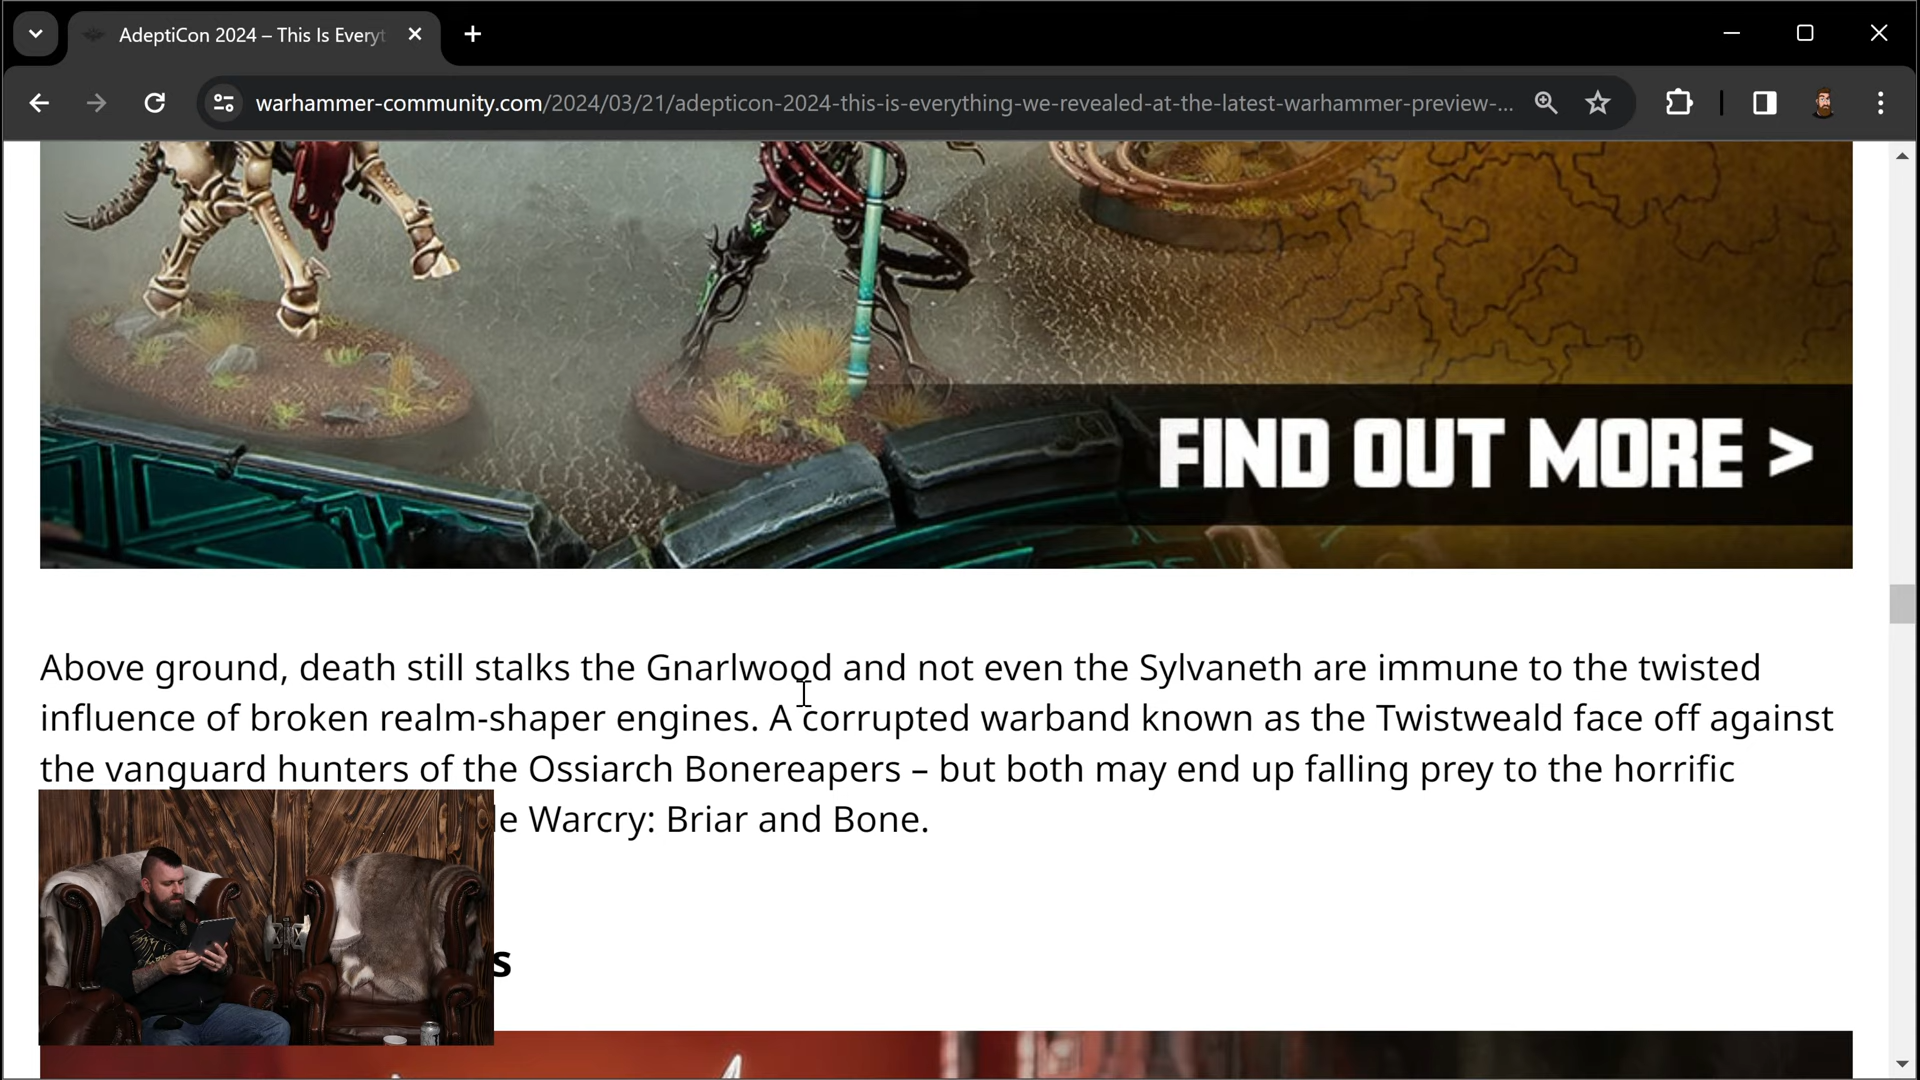 AdeptiCon 2024 – This Is Everyt
warhammer-community.com/2024/03/21/adepticon-2024-this-is-everything-we-revealed-at-the-latest-warhammer-preview-...
FIND OUT MORE >
Above ground, death still stalks the Gnarlwood and not even the Sylvaneth are immune to the twisted
influence of broken realm-shaper engines. A corrupted warband known as the Twistweald face off against
the vanguard hunters of the Ossiarch Bonereapers – but both may end up falling prey to the horrific
le Warcry: Briar and Bone.
s